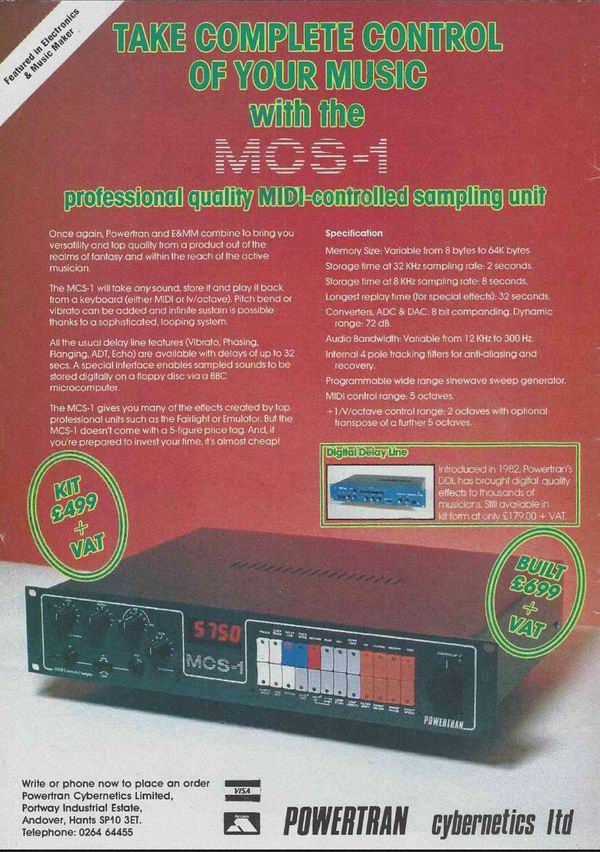 Featured in Electronics
& Music Maker
TAKE COMPLETE CONTROL
OF YOUR MUSIC
with the
MCS-1
professional quality MIDI-controlled sampling unit
Once again, Powertran and E&MM combine to bring you
versatility and top quality from a product out of the
realms of fantasy and within the reach of the active
musician.
The MCS-1 will take any sound, store it and play it back
from a keyboard (either MIDI or Iv/octave). Pitch bend or
vibrato can be added and infinite sustain is possible
thanks to a sophisticated, looping system.
All the usual delay line features (Vibrato, Phasing,
Flanging, ADT, Echo) are available with delays of up to 32
secs. A special interface enables sampled sounds to be
stored digitally on a floppy disc via a BBC
microcomputer.
The MCS-1 gives you many of the effects created by top
professional units such as the Fairlight or Emulator. But the
MCS-1 doesn't come with a 5-figure price tag. And, if
you're prepared to invest your time, it's almost cheap!
Specification
Memory Size: Variable from 8 bytes to 64K bytes.
Storage time at 32 KHz sampling rate: 2 seconds.
Storage time at 8 KHz sampling rate: 8 seconds.
Longest replay time (for special effects): 32 seconds.
Converters, ADC & DAC: 8 bit companding. Dynamic
range: 72 dB.
Audio Bandwidth: Variable from 12 KHz to 300 Hz.
Internal 4 pole tracking filters for anti-aliasing and
recovery.
Programmable wide range sinewave sweep generator.
MIDI control range: 5 octaves.
+1/V/octave control range: 2 octaves with optional
transpose of a further 5 octaves.
Digital Delay Line
Introduced in 1982, Powertran's
DDL has brought digital quality
effects to thousands of
musicians. Still available in
kit form at only £179.00 + VAT.
KIT
£499
+
VAT
BUILT
£699
+
VAT
5750
MCS-1
POWERTRAN
Write or phone now to place an order
Powertran Cybernetics Limited,
Portway Industrial Estate,
Andover, Hants SP10 3ET.
Telephone: 0264 64455
VISA
Access
POWERTRAN cybernetics ltd